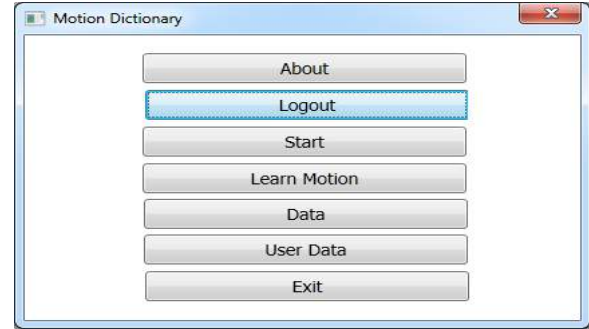 Motion Dictionary
About
Logout
Start
Learn Motion
Data
User Data
Exit